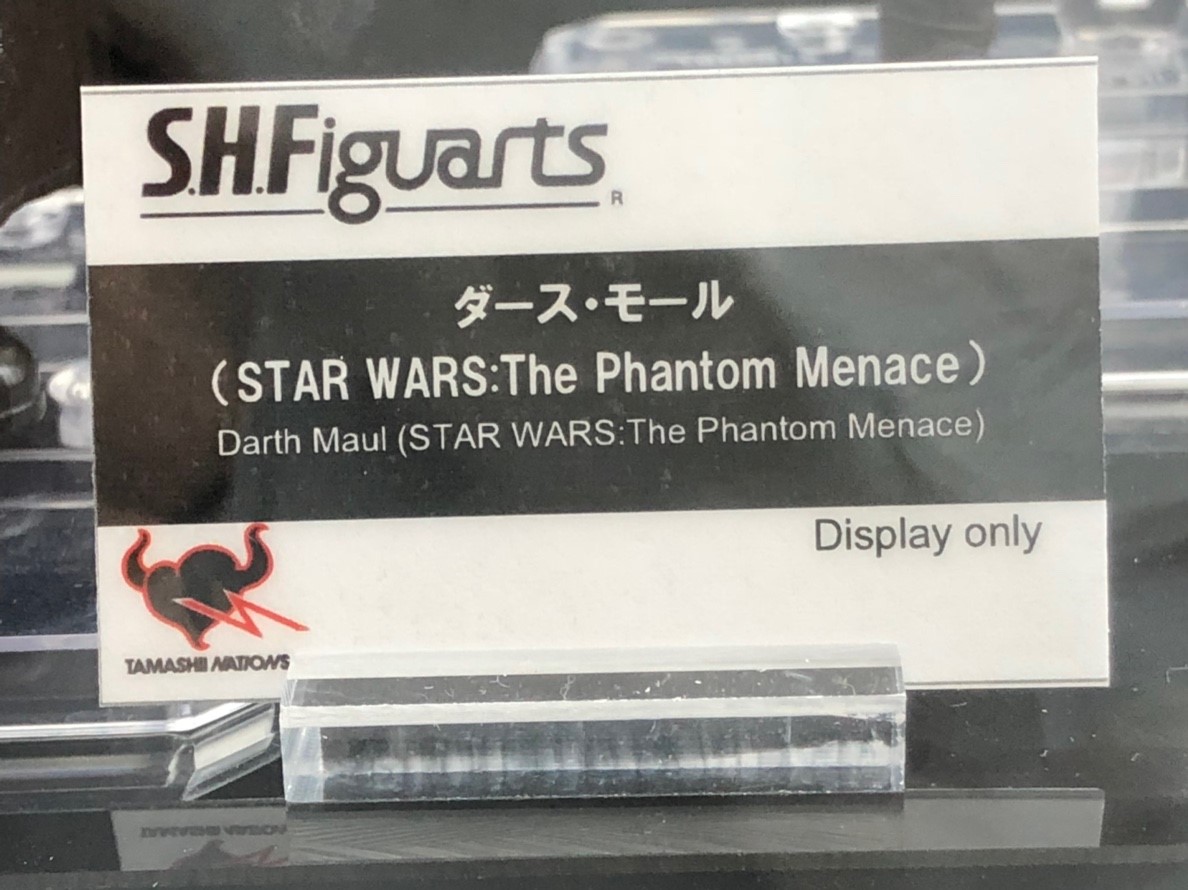 S.H.Figuarts
R
ダース・モール
(STAR WARS:The Phantom Menace)
Darth Maul (STAR WARS:The Phantom Menace)
Display only
TAMASHII NATIONS